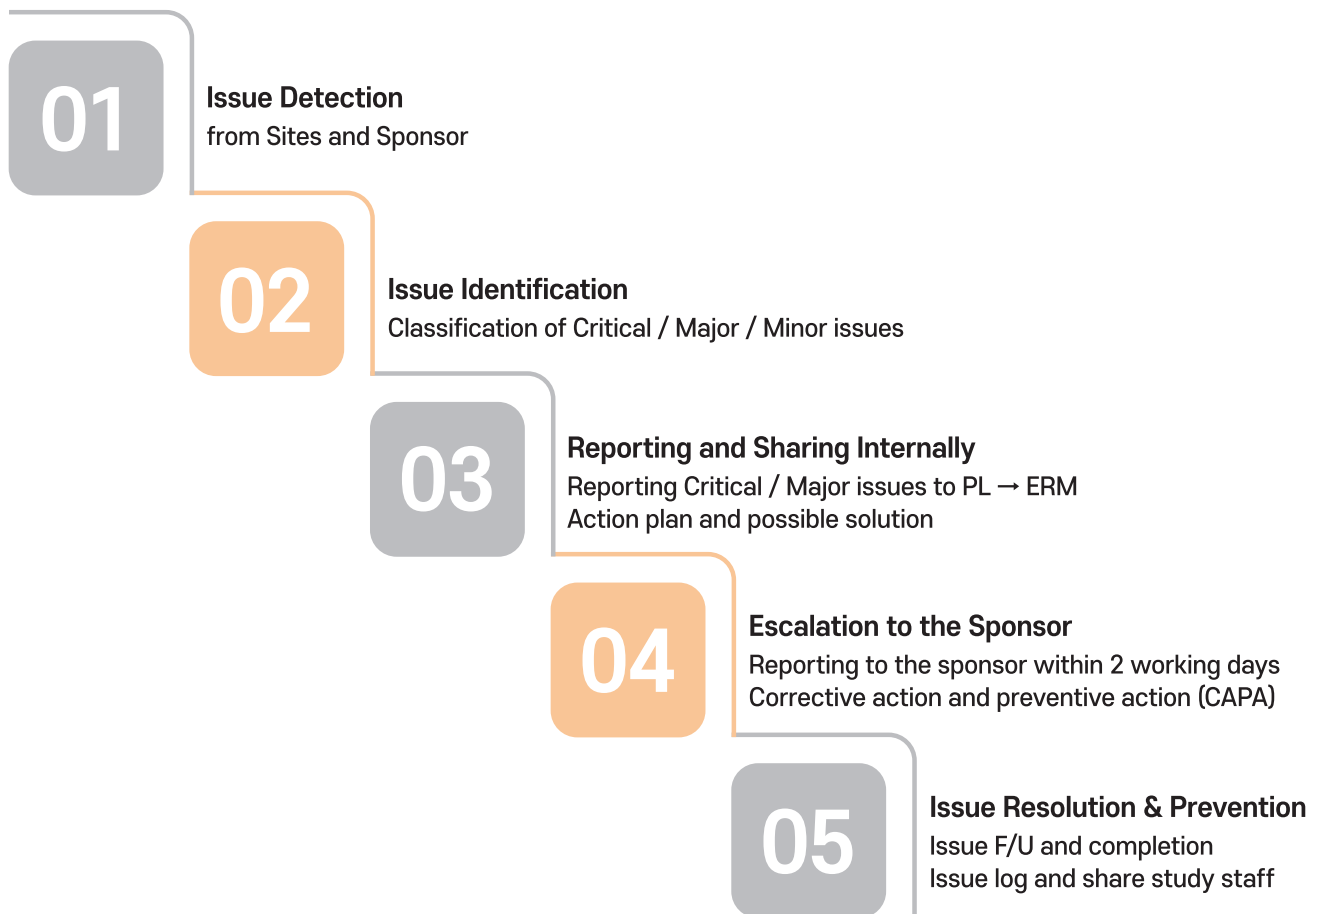 01
Issue Detection
from Sites and Sponsor
02
Issue Identification
Classification of Critical / Major / Minor issues
03
Reporting and Sharing Internally
Reporting Critical / Major issues to PL → ERM
Action plan and possible solution
04
Escalation to the Sponsor
Reporting to the sponsor within 2 working days
Corrective action and preventive action (CAPA)
05
Issue Resolution & Prevention
Issue F/U and completion
Issue log and share study staff